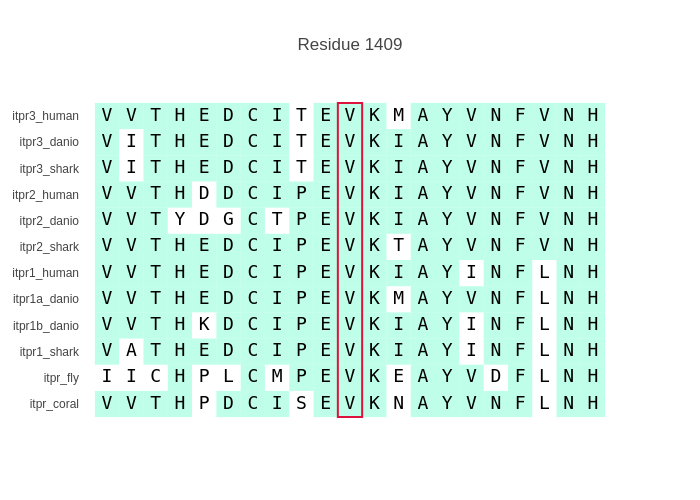 Residue 1409
itpr3_human V V T H E D C I T E V K M A Y V N F V N H
itpr3_danio V I T H E D C I T E V K I A Y V N F V N H
itpr3_shark V I T H E D C I T E V K I A Y V N F V N H
itpr2_human V V T H D D C I P E V K I A Y V N F V N H
itpr2_danio V V T Y D G C T P E V K I A Y V N F V N H
itpr2_shark V V T H E D C I P E V K T A Y V N F V N H
itpr1_human V V T H E D C I P E V K I A Y I N F L N H
itpr1a_danio V V T H E D C I P E V K M A Y V N F L N H
itpr1b_danio V V T H K D C I P E V K I A Y I N F L N H
itpr1_shark V A T H E D C I P E V K I A Y I N F L N H
itpr_fly I I C H P L C M P E V K E A Y V D F L N H
itpr_coral V V T H P D C I S E V K N A Y V N F L N H